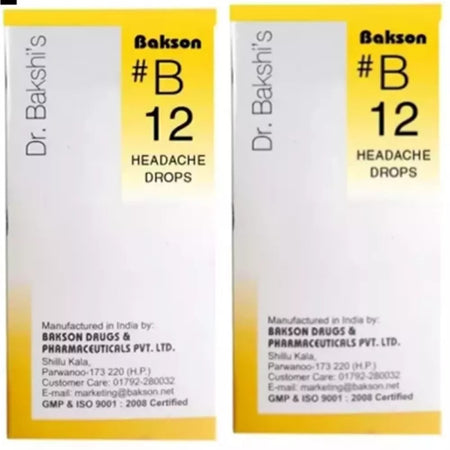 Dr. Bakshi's
Bakson
#B
12
HEADACHE
DROPS
Manufactured in India by:
BAKSON DRUGS &
PHARMACEUTICALS PVT. LTD.
Shillu Kala,
Parwanoo-173 220 (H.P.)
Customer Care: 01792-280032
E-mail: marketing@bakson.net
GMP & ISO 9001 : 2008 Certified
Dr. Bakshi's
Bakson
#B
12
HEADACHE
DROPS
Manufactured in India by:
BAKSON DRUGS &
PHARMACEUTICALS PVT. LTD.
Shillu Kala,
Parwanoo-173 220 (H.P.)
Customer Care: 01792-280032
E-mail: marketing@bakson.net
GMP & ISO 9001 : 2008 Certified